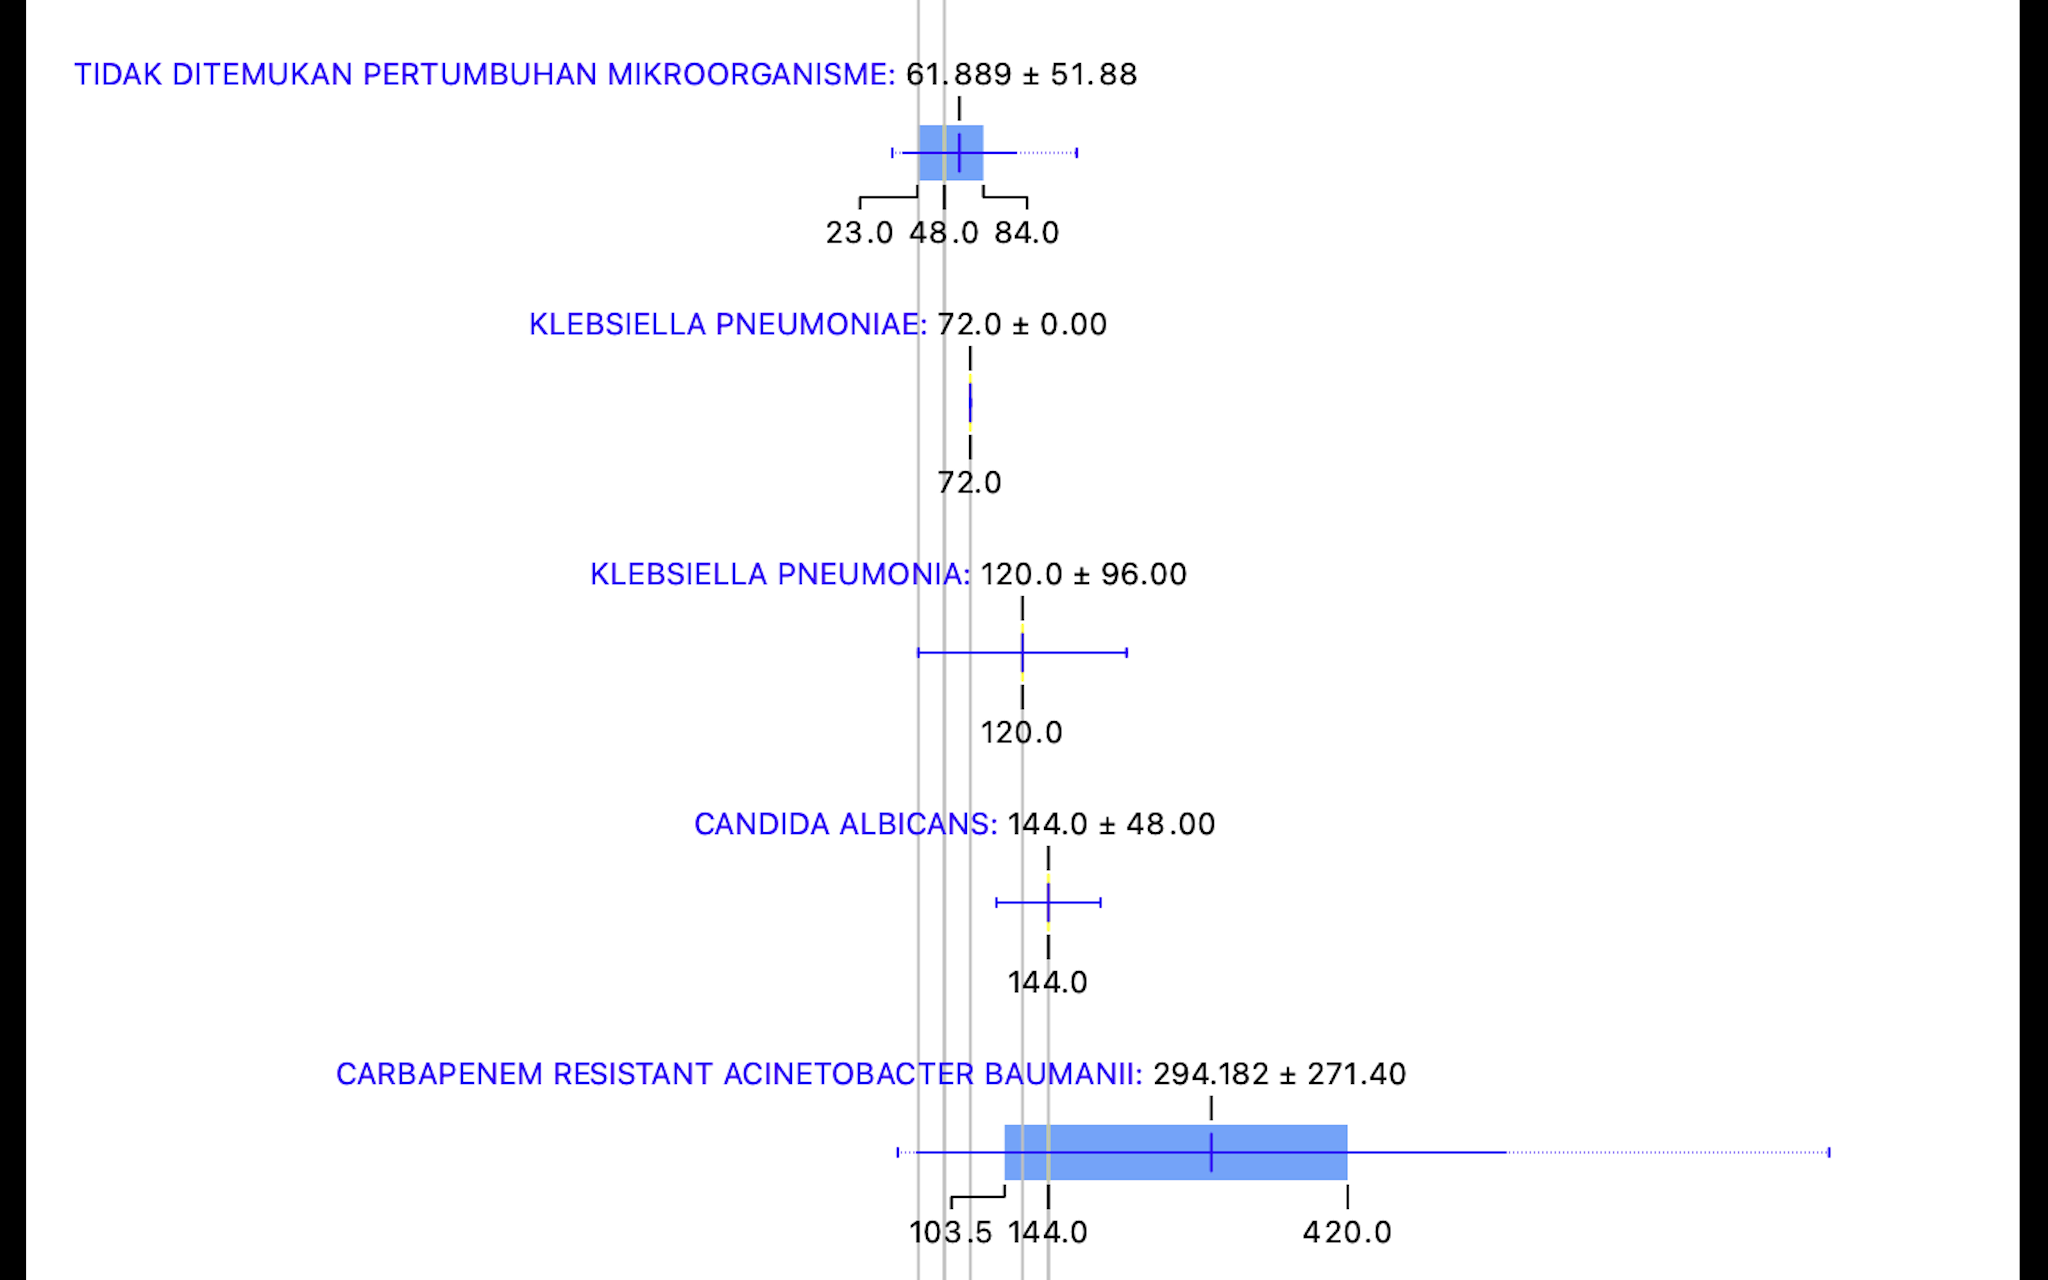 TIDAK DITEMUKAN PERTUMBUHAN MIKROORGANISME: 61.889 ± 51.88
23.0 48.0 84.0
KLEBSIELLA PNEUMONIAE: 72.0 ± 0.00
72.0
KLEBSIELLA PNEUMONIA: 120.0 ± 96.00
120.0
CANDIDA ALBICANS: 144.0 ± 48.00
144.0
CARBAPENEM RESISTANT ACINETOBACTER BAUMANII: 294.182 ± 271.40
103.5 144.0 420.0